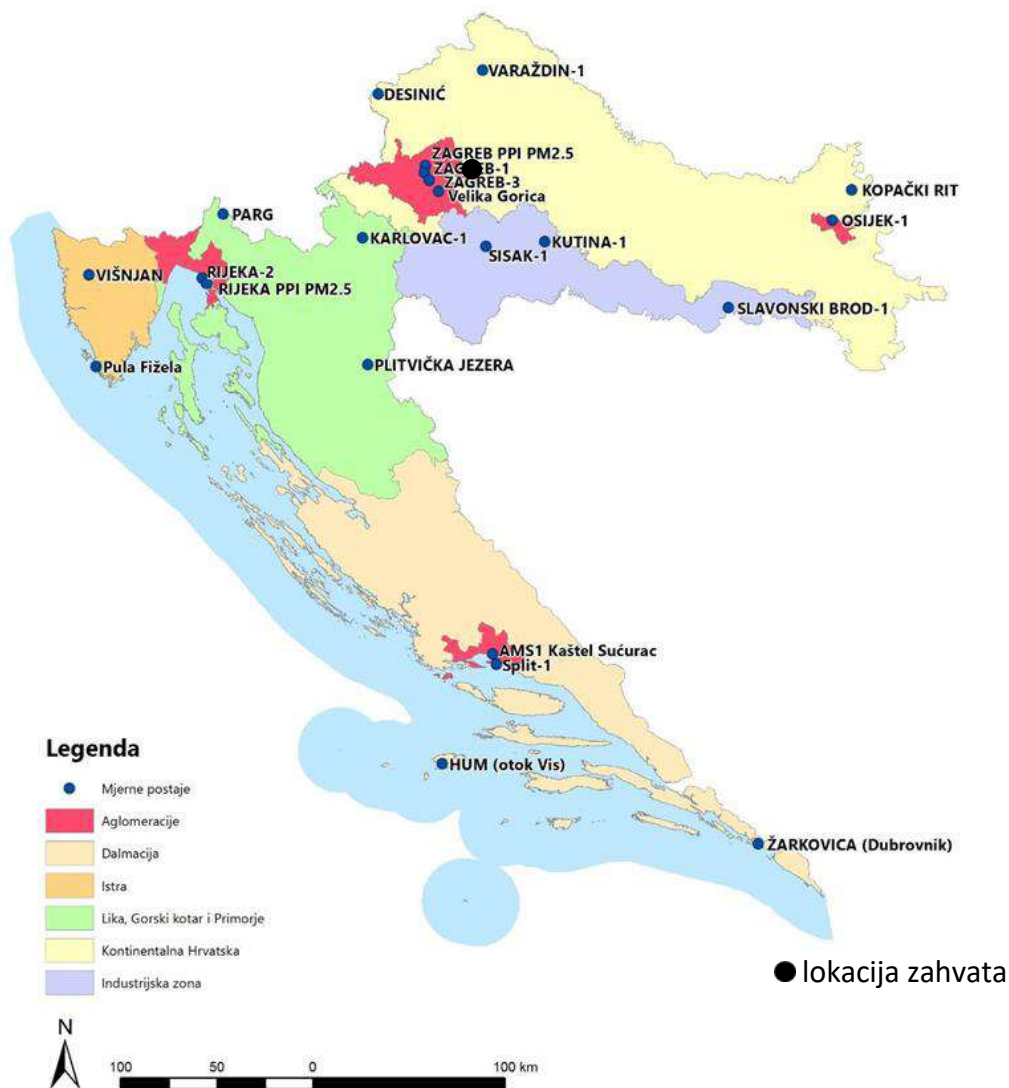 VARAŽDIN-1
DESINIĆ
ZAGREB PPI PM2.5
ZAGREB-1
ZAGREB-3
Velika Gorica
KOPAČKI RIT
OSIJEK-1
PARG
KARLOVAC-1
KUTINA-1
SISAK-1
VIŠNJAN
RIJEKA-2
RIJEKA PPI PM2.5
SLAVONSKI BROD-1
Pula Fižela
PLITVIČKA JEZERA
AMS1 Kaštel Sućurac
Split-1
HUM (otok Vis)
ŽARKOVICA (Dubrovnik)
Legenda
Mjerne postaje
Aglomeracije
Dalmacija
Istra
Lika, Gorski kotar i Primorje
Kontinentalna Hrvatska
Industrijska zona
lokacija zahvata
N
100 50 0 100 km